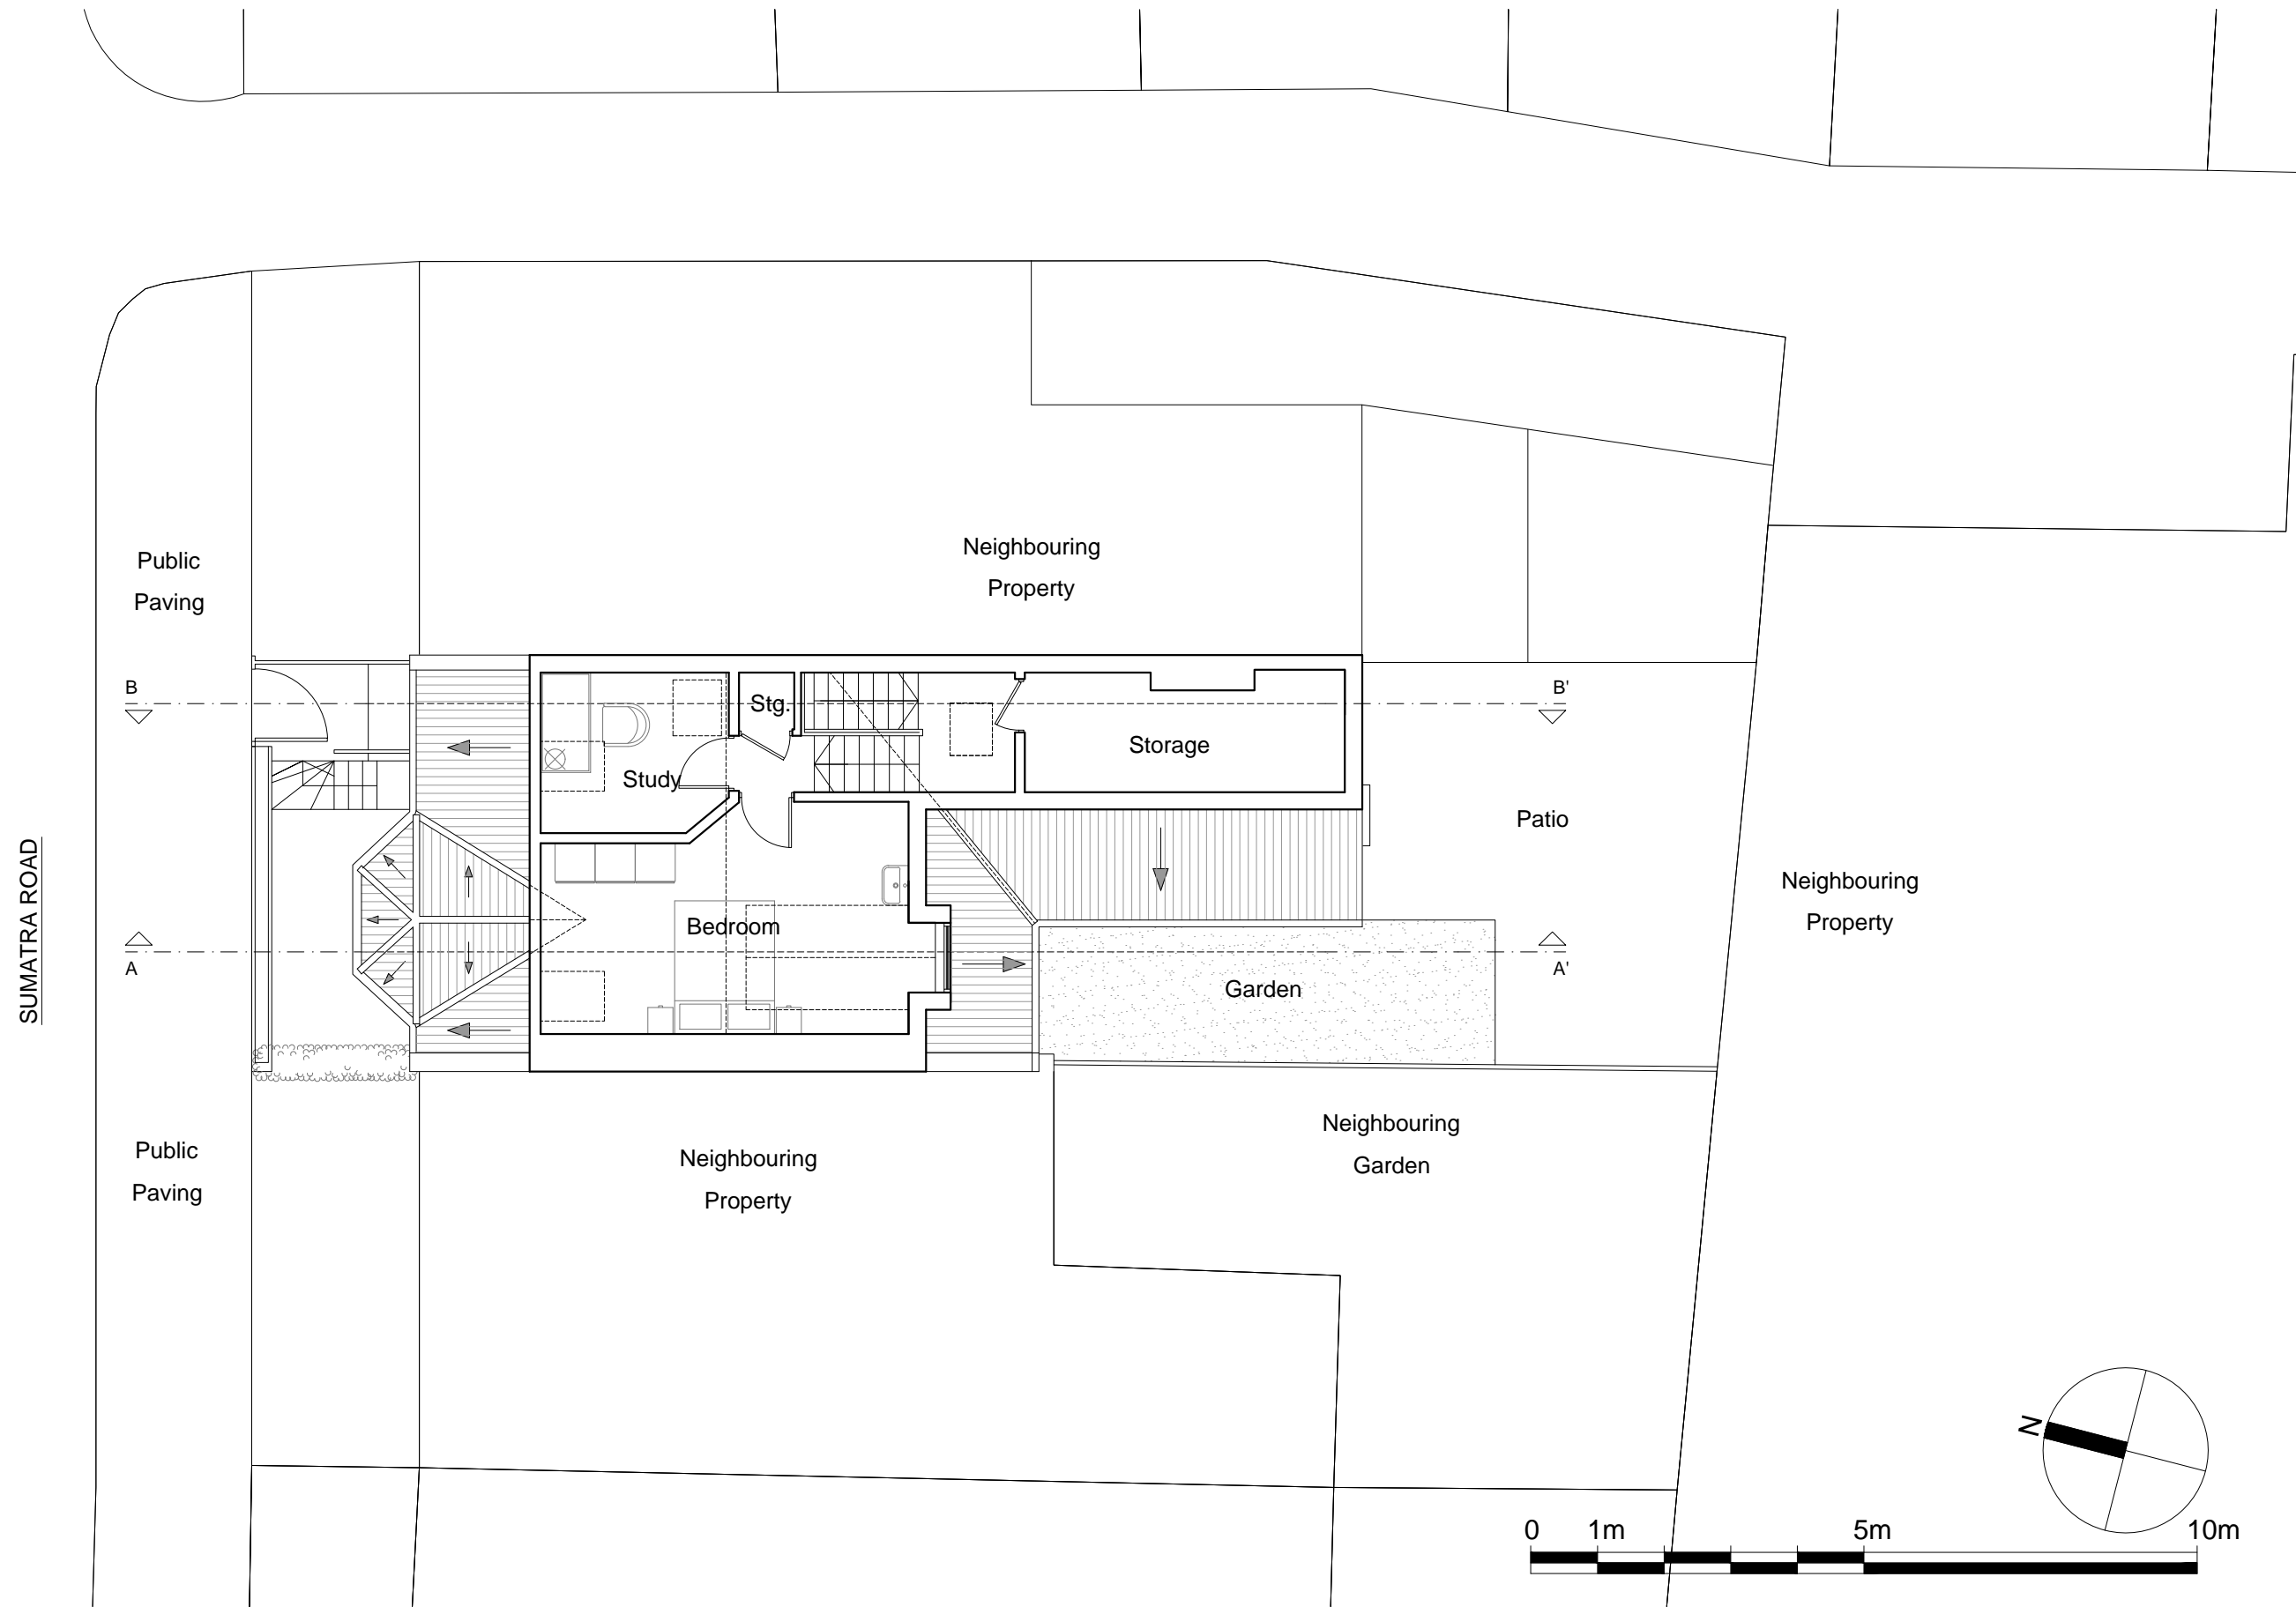 Public
Paving
Neighbouring
Property
B
B'
Stg.
Storage
Study
Patio
SUMATRA ROAD
Neighbouring
Property
Bedroom
A
A'
Garden
Public
Paving
Neighbouring
Property
Neighbouring
Garden
N
0 1m 5m 10m